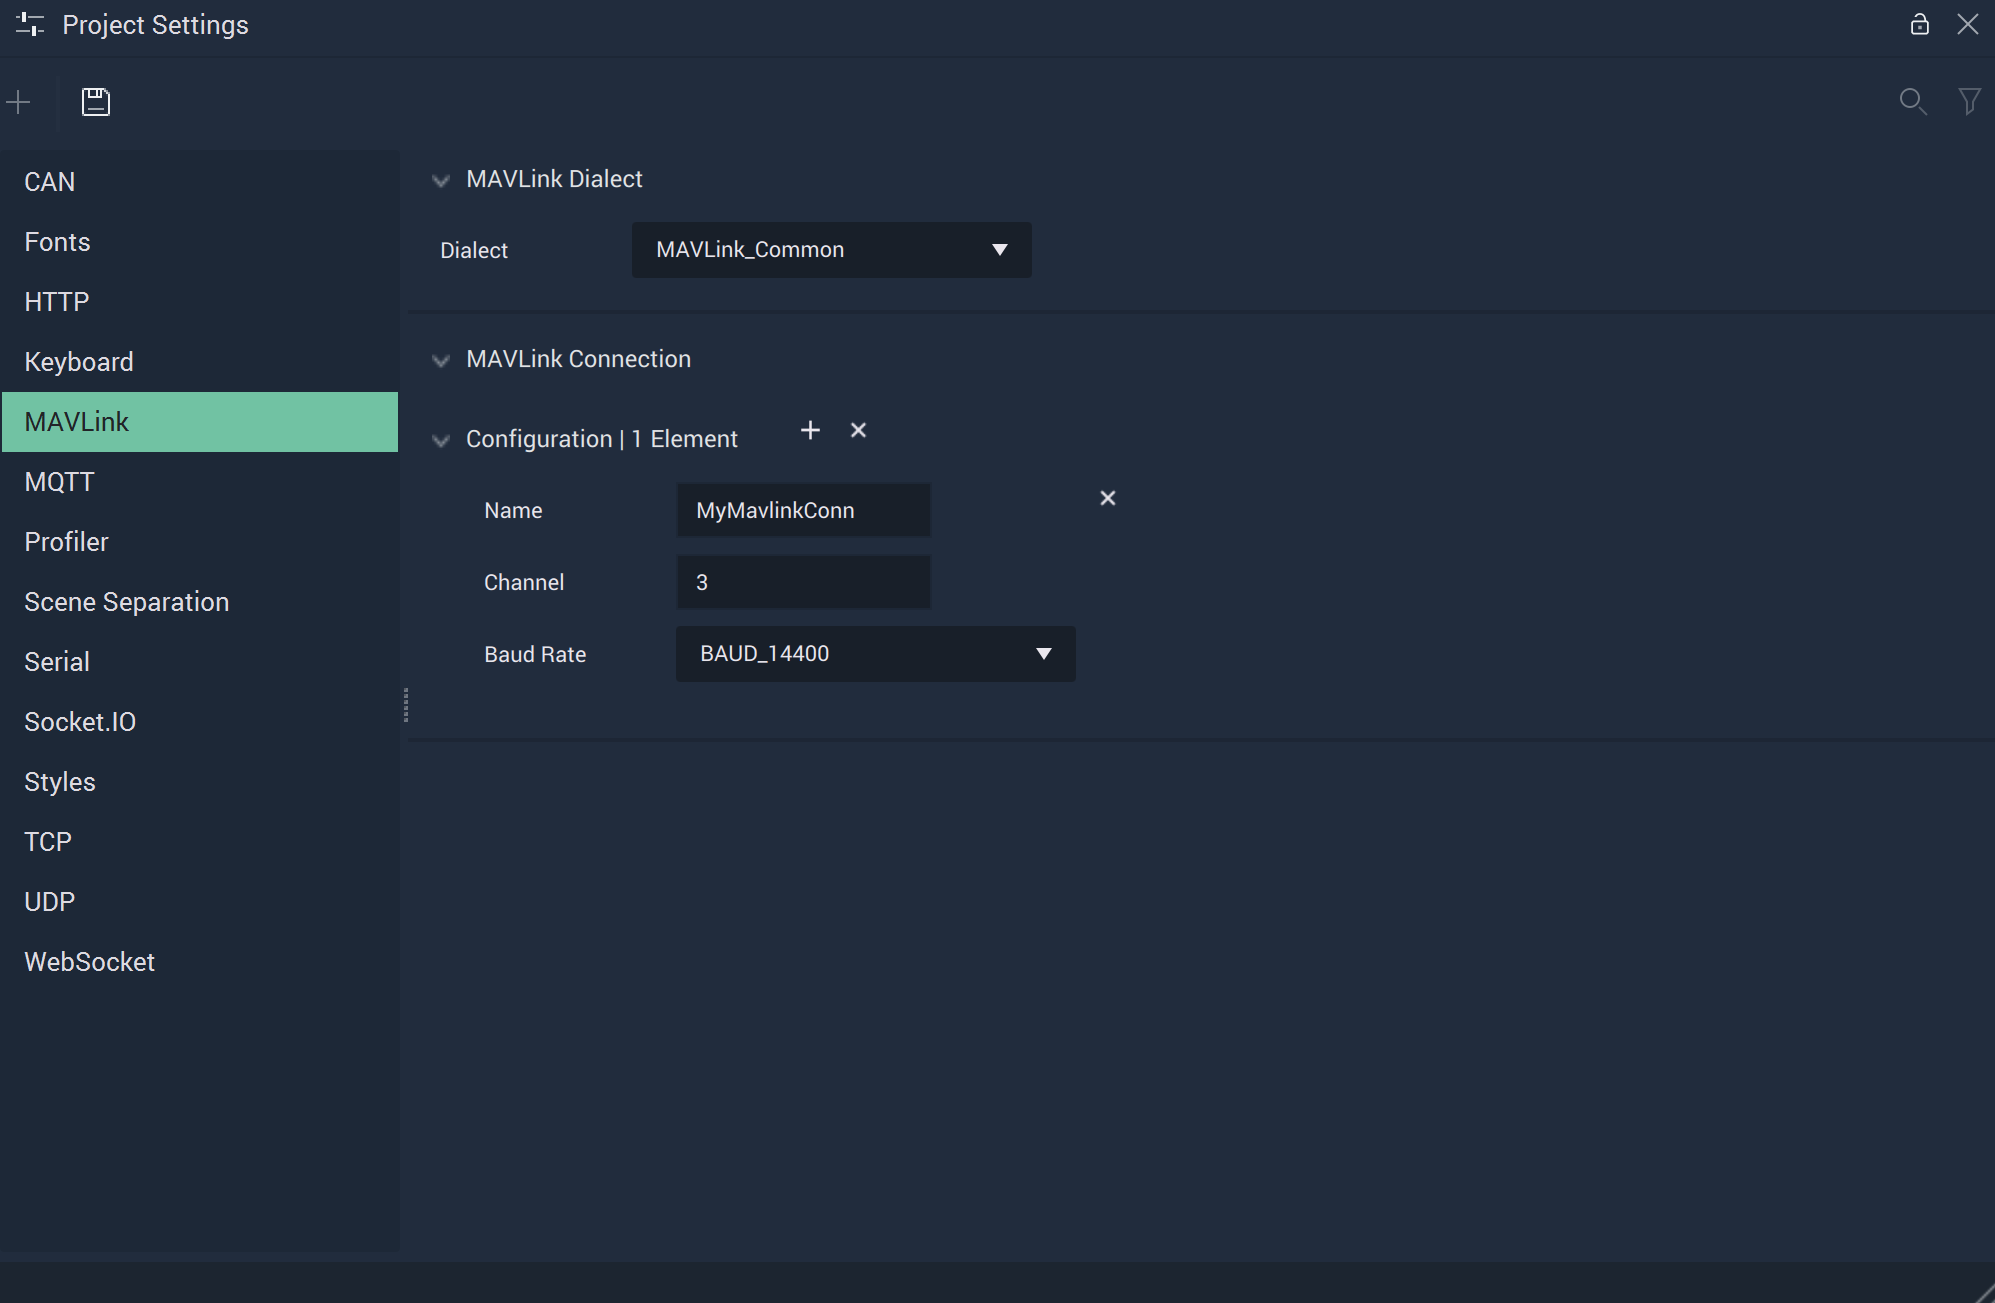 Project Settings
CAN
Fonts
HTTP
Keyboard
MAVLink
MQTT
Profiler
Scene Separation
Serial
Socket.IO
Styles
TCP
UDP
WebSocket
MAVLink Dialect
Dialect MAVLink_Common
MAVLink Connection
Configuration | 1 Element
Name MyMavlinkConn
Channel 3
Baud Rate BAUD_14400